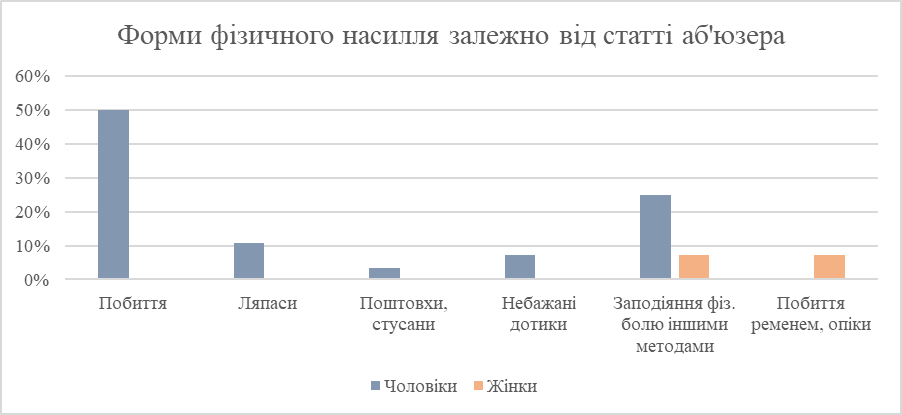 Форми фізичного насилля залежно від статті аб'юзера
60%
50%
40%
30%
20%
10%
0%
Побиття
Ляпаси
Поштовхи,
стусани
Небажані
дотики
Заподіяння фіз.
болю іншими
методами
Побиття
ременем, опіки
Чоловіки
Жінки